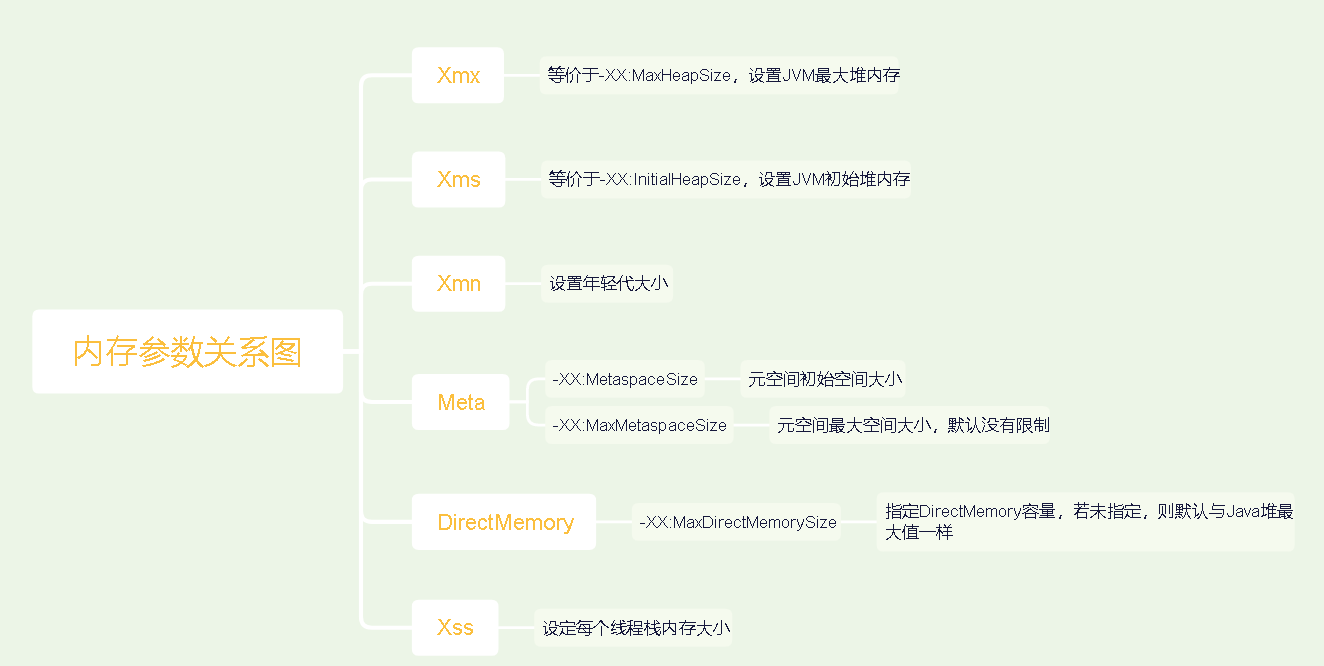 内存参数关系图
Xmx
等价于-XX:MaxHeapSize，设置JVM最大堆内存
Xms
等价于-XX:InitialHeapSize，设置JVM初始堆内存
Xmn
设置年轻代大小
Meta
-XX:MetaspaceSize
元空间初始空间大小
-XX:MaxMetaspaceSize
元空间最大空间大小，默认没有限制
DirectMemory
-XX:MaxDirectMemorySize
指定DirectMemory容量，若未指定，则默认与Java堆最
大值一样
Xss
设定每个线程栈内存大小